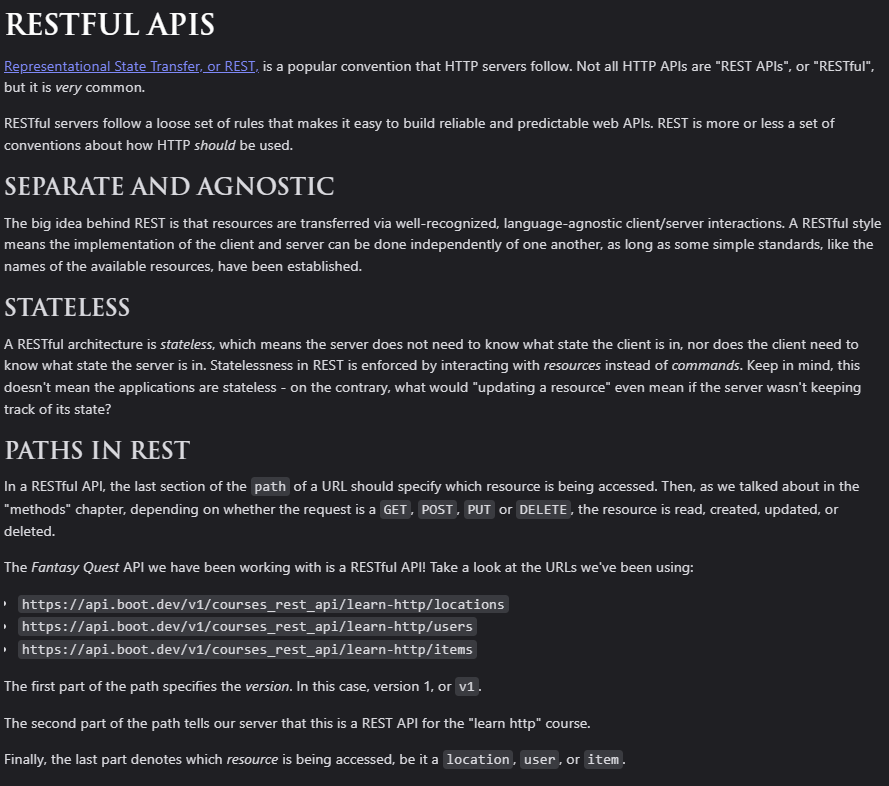 RESTFUL APIS
Representational State Transfer, or REST, is a popular convention that HTTP servers follow. Not all HTTP APIs are "REST APIs", or "RESTful",
but it is very common.
RESTful servers follow a loose set of rules that makes it easy to build reliable and predictable web APIs. REST is more or less a set of
conventions about how HTTP should be used.
SEPARATE AND AGNOSTIC
The big idea behind REST is that resources are transferred via well-recognized, language-agnostic client/server interactions. A RESTful style
means the implementation of the client and server can be done independently of one another, as long as some simple standards, like the
names of the available resources, have been established.
STATELESS
A RESTful architecture is stateless, which means the server does not need to know what state the client is in, nor does the client need to
know what state the server is in. Statelessness in REST is enforced by interacting with resources instead of commands. Keep in mind, this
doesn't mean the applications are stateless - on the contrary, what would "updating a resource" even mean if the server wasn't keeping
track of its state?
PATHS IN REST
In a RESTful API, the last section of the path of a URL should specify which resource is being accessed. Then, as we talked about in the
"methods" chapter, depending on whether the request is a GET, POST, PUT or DELETE, the resource is read, created, updated, or
deleted.
The Fantasy Quest API we have been working with is a RESTful API! Take a look at the URLs we've been using:
• https://api.boot.dev/v1/courses_rest_api/learn-http/locations
• https://api.boot.dev/v1/courses_rest_api/learn-http/users
• https://api.boot.dev/v1/courses_rest_api/learn-http/items
The first part of the path specifies the version. In this case, version 1, or v1.
The second part of the path tells our server that this is a REST API for the "learn http" course.
Finally, the last part denotes which resource is being accessed, be it a location, user, or item.